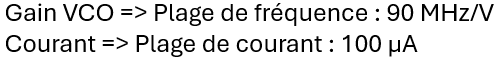 Gain VCO => Plage de fréquence : 90 MHz/V
Courant => Plage de courant : 100 µA